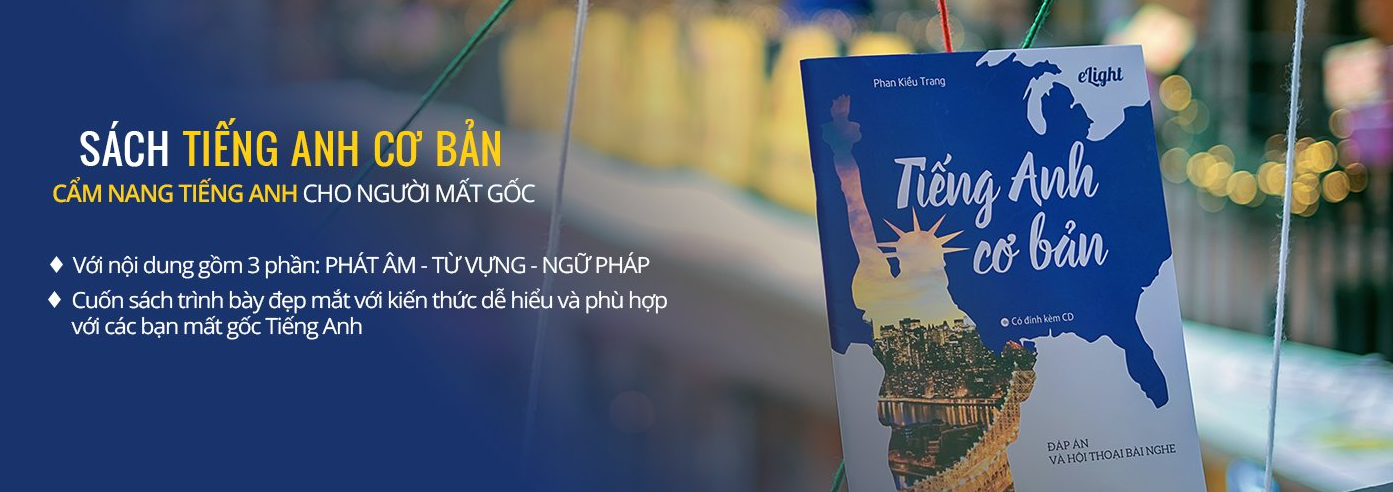 SÁCH TIẾNG ANH CƠ BẢN
CẨM NANG TIẾNG ANH CHO NGƯỜI MẤT GỐC
♦ Với nội dung gồm 3 phần: PHÁT ÂM - TỪ VỰNG - NGỮ PHÁP
♦ Cuốn sách trình bày đẹp mắt với kiến thức dễ hiểu và phù hợp
với các bạn mất gốc Tiếng Anh
Phan Kiều Trang
eLight
Tiếng Anh
cơ bản
Có đính kèm CD
ĐÁP ÁN
VÀ HỘI THOẠI BÀI NGHE